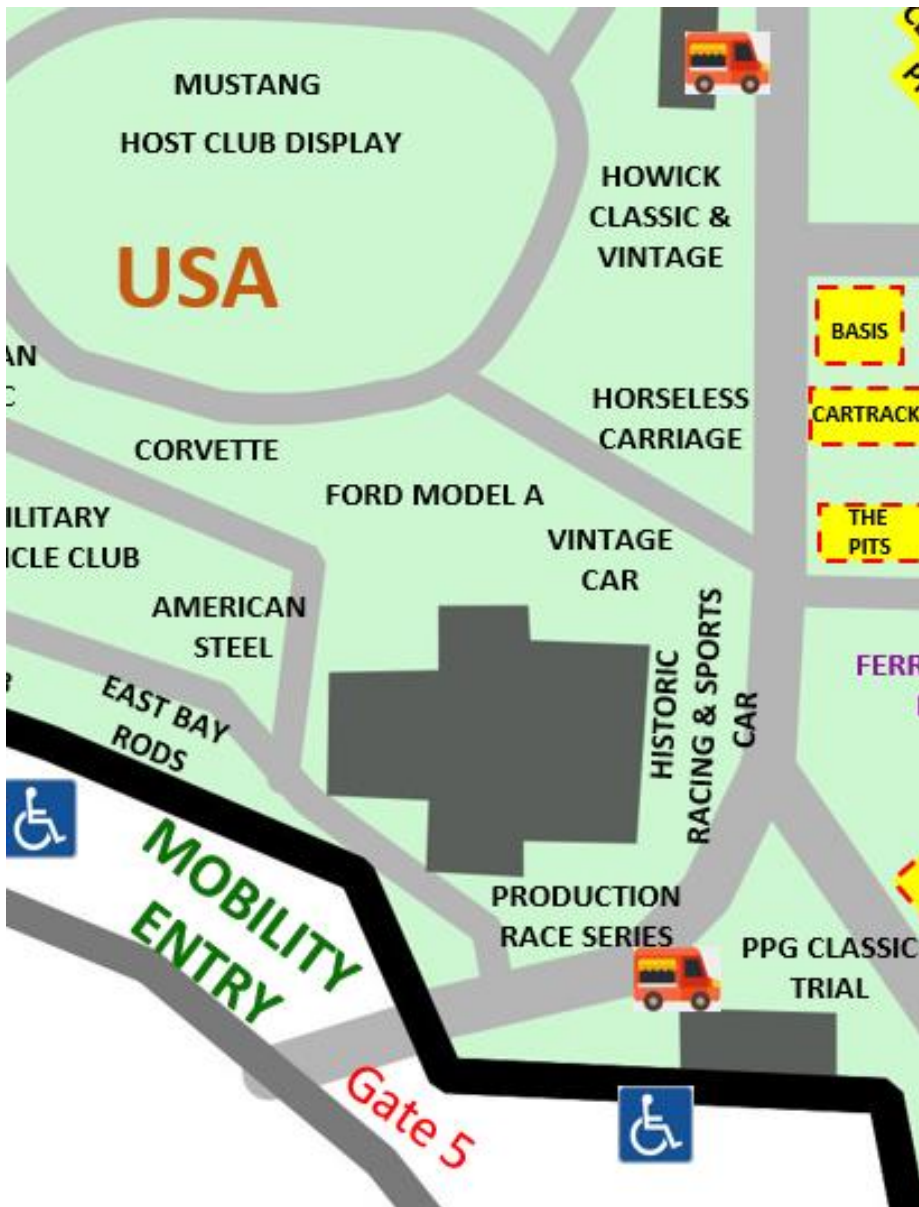 MUSTANG
HOST CLUB DISPLAY
HOWICK
CLASSIC &
VINTAGE
USA
BASIS
HORSELESS
CARRIAGE
CARTRACK
CORVETTE
FORD MODEL A
THE
PITS
VINTAGE
CAR
AMERICAN
STEEL
HISTORIC
RACING & SPORTS
CAR
EAST BAY
RODS
MOBILITY
ENTRY
PRODUCTION
RACE SERIES
PPG CLASSIC
TRIAL
Gate 5
CLUB